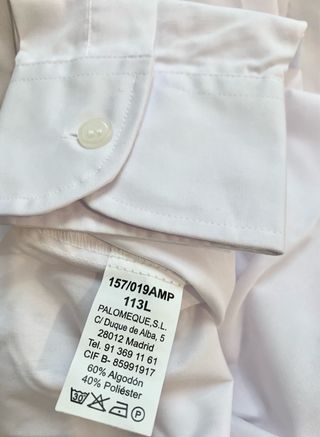 157/019AMP
113L
PALOMEQUE,S.L.
C/ Duque de Alba, 5
28012 Madrid
Tel. 91 369 11 61
CIF B- 85991917
60% Algodón
40% Poliéster
30 P